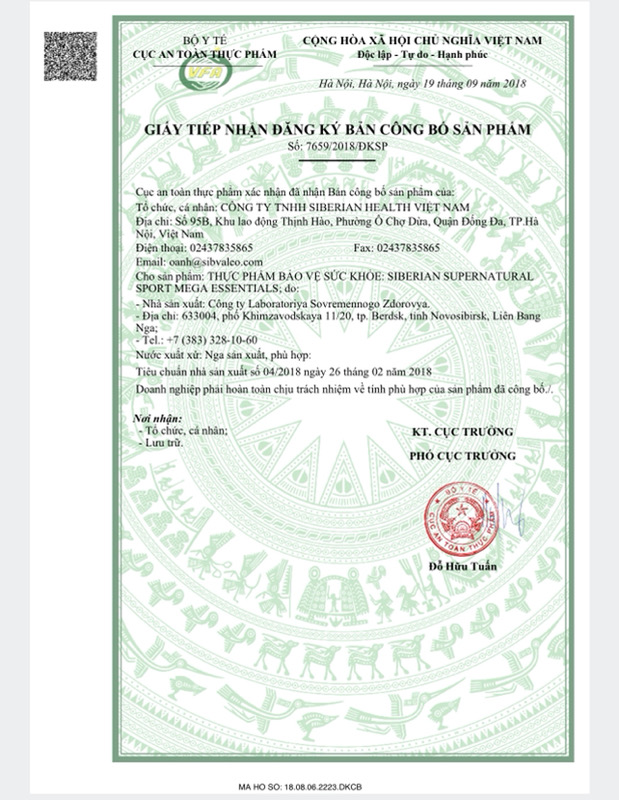 BỘ Y TẾ
CỤC AN TOÀN THỰC PHẨM
VFA
CỘNG HÒA XÃ HỘI CHỦ NGHĨA VIỆT NAM
Độc lập - Tự do - Hạnh phúc
Hà Nội, Hà Nội, ngày 19 tháng 09 năm 2018
GIẤY TIẾP NHẬN ĐĂNG KÝ BẢN CÔNG BỐ SẢN PHẨM
Số: 7659/2018/ĐKSP
Cục an toàn thực phẩm xác nhận đã nhận Bản công bố sản phẩm của:
Tổ chức, cá nhân: CÔNG TY TNHH SIBERIAN HEALTH VIỆT NAM
Địa chỉ: Số 95B, Khu lao động Thịnh Hào, Phường Ô Chợ Dừa, Quận Đống Đa, TP.Hà
Nội, Việt Nam
Điện thoại: 02437835865 Fax: 02437835865
Email: oanh@sibvaleo.com
Cho sản phẩm: THỰC PHẨM BẢO VỆ SỨC KHỎE: SIBERIAN SUPERNATURAL
SPORT MEGA ESSENTIALS; do:
- Nhà sản xuất: Công ty Laboratoriya Sovremennogo Zdorovya.
- Địa chỉ: 633004, phố Khimzavodskaya 11/20, tp. Berdsk, tỉnh Novosibirsk, Liên Bang
Nga;
- Tel.: +7 (383) 328-10-60
Nước xuất xứ: Nga sản xuất, phù hợp:
Tiêu chuẩn nhà sản xuất số 04/2018 ngày 26 tháng 02 năm 2018
Doanh nghiệp phải hoàn toàn chịu trách nhiệm về tính phù hợp của sản phẩm đã công bố./.
Nơi nhận:
- Tổ chức, cá nhân;
- Lưu trữ.
KT. CỤC TRƯỞNG
PHÓ CỤC TRƯỞNG
BỘ Y TẾ
CỤC AN TOÀN THỰC PHẨM
Đỗ Hữu Tuấn
MA HO SO: 18.08.06.2223.DKCB